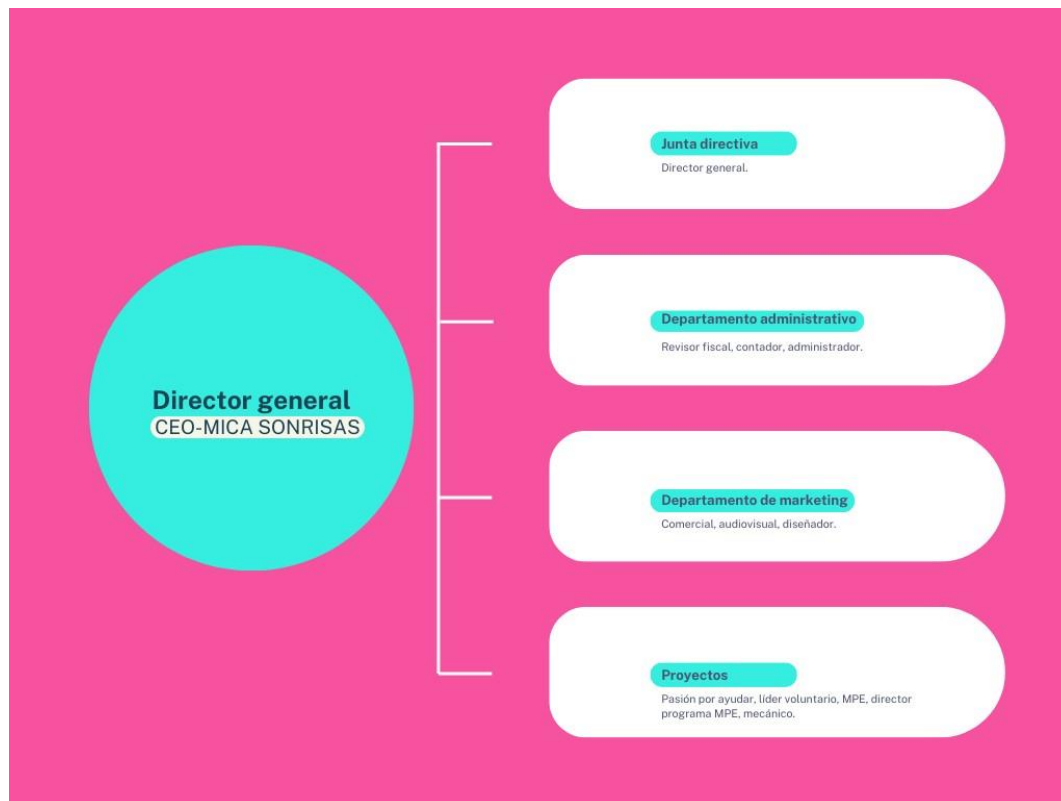 Director general
CEO-MICA SONRISAS
Junta directiva
Director general.
Departamento administrativo
Revisor fiscal, contador, administrador.
Departamento de marketing
Comercial, audiovisual, diseñador.
Proyectos
Pasión por ayudar, líder voluntario, MPE, director
programa MPE, mecánico.